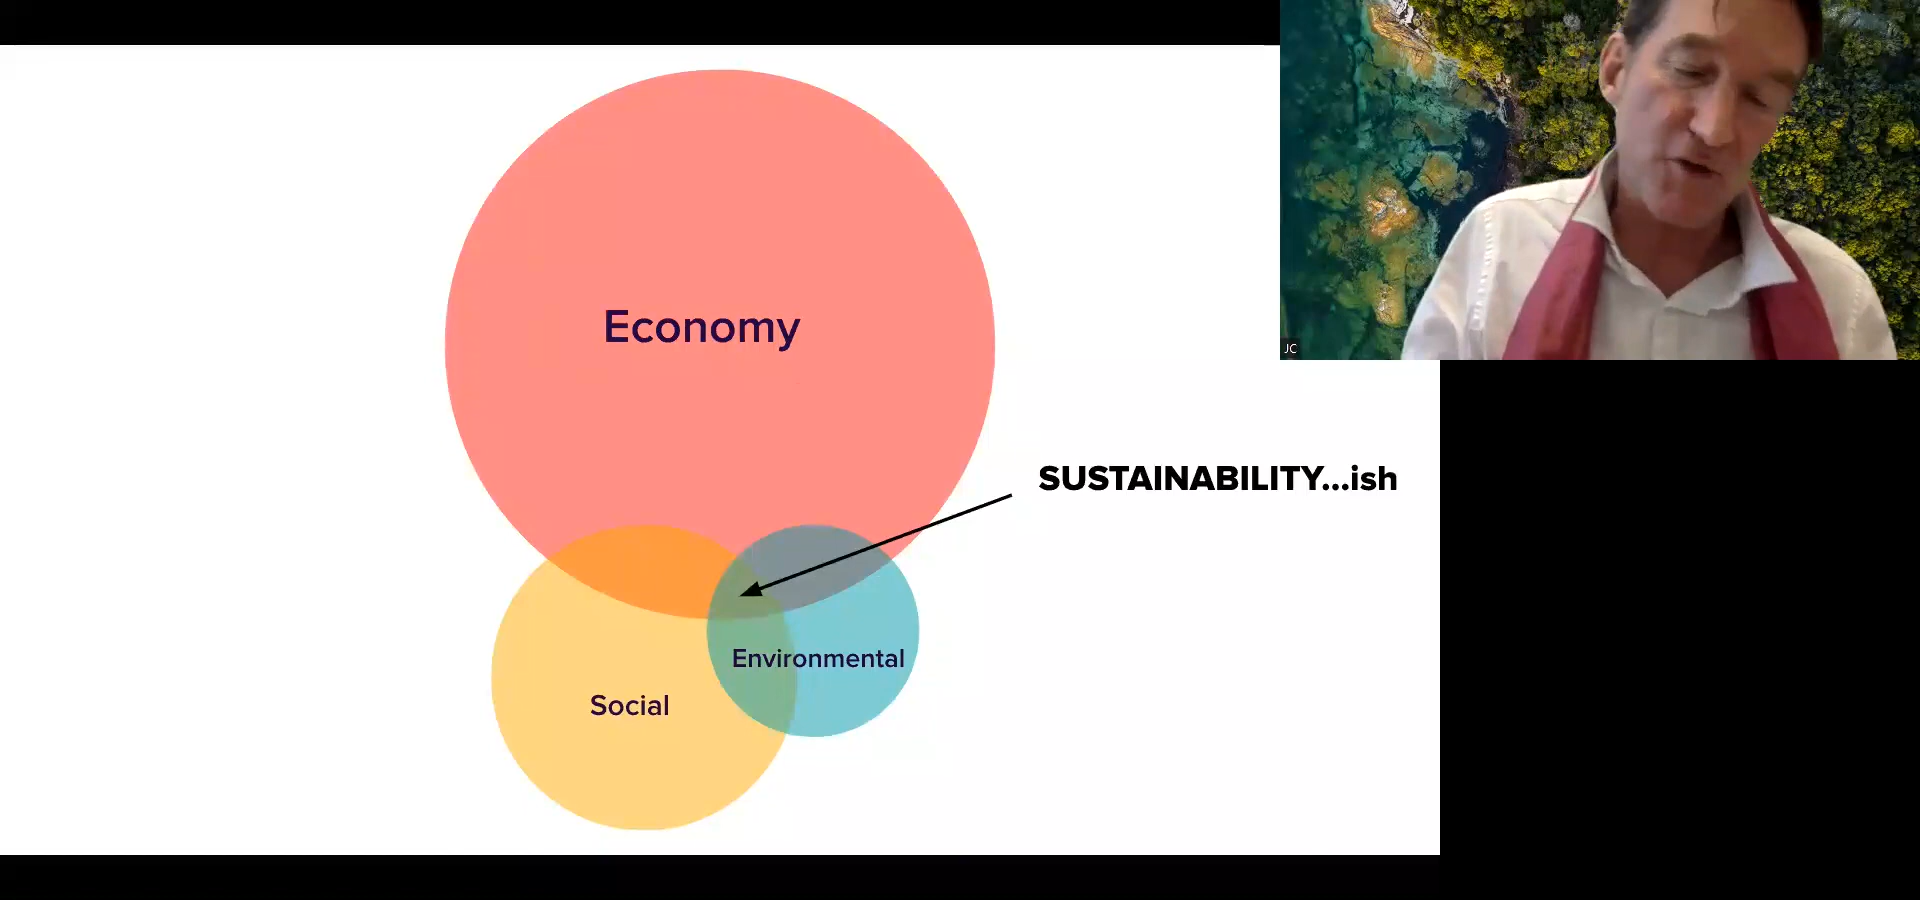 Economy
SUSTAINABILITY...ish
Environmental
Social
JC